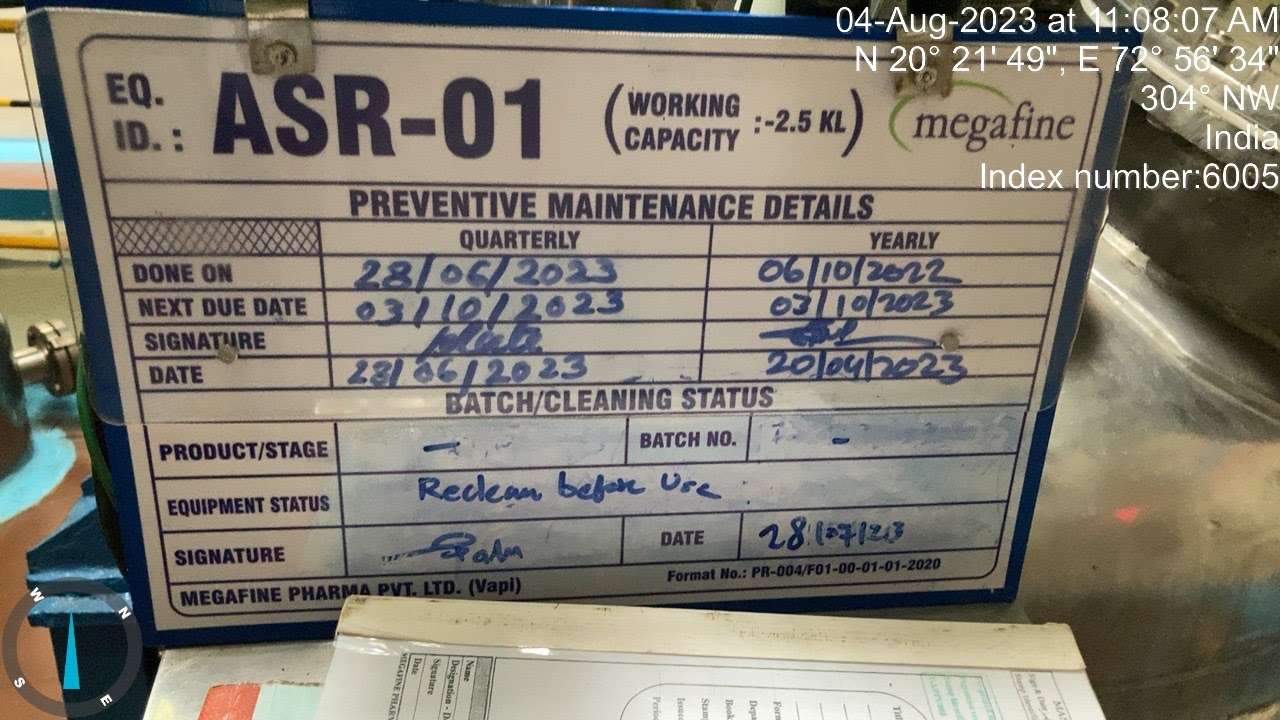 04-Aug-2023 at 11:08:07 AM
N 20° 21' 49", E 72° 56' 34"
304° NW
India
Index number:6005
EQ. ID. : ASR-01 (WORKING CAPACITY :-2.5 KL) megafine
PREVENTIVE MAINTENANCE DETAILS
QUARTERLY YEARLY
DONE ON 28/06/2023 06/10/2022
NEXT DUE DATE 03/10/2023 03/10/2023
SIGNATURE
DATE 28/06/2023 20/04/2023
BATCH/CLEANING STATUS
PRODUCT/STAGE - BATCH NO. -
EQUIPMENT STATUS Reclean before Use
SIGNATURE DATE 28/07/23
MEGAFINE PHARMA PVT. LTD. (Vapi) Format No.: PR-004/F01-00-01-01-2020
Name
Designation
Signature
Date
W N
S E